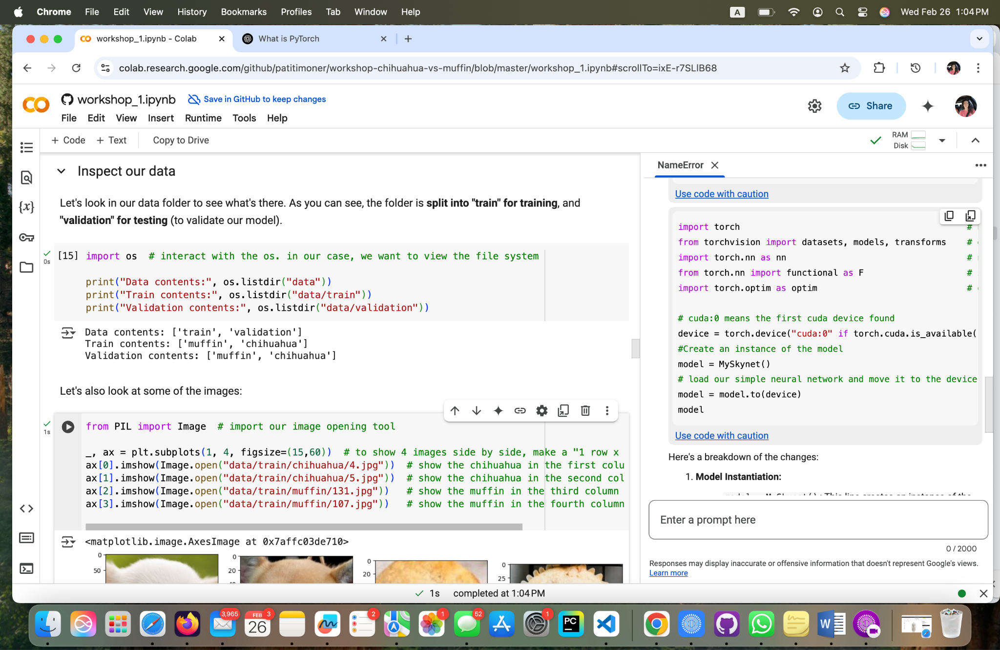 Chrome File Edit View History Bookmarks Profiles Tab Window Help A Wed Feb 26 1:04 PM
workshop_1.ipynb - Colab
What is PyTorch
colab.research.google.com/github/patitimoner/workshop-chihuahua-vs-muffin/blob/master/workshop_1.ipynb#scrollTo=ixE-r7SLlB68
workshop_1.ipynb
Save in GitHub to keep changes
File Edit View Insert Runtime Tools Help
Share
+ Code + Text Copy to Drive
RAM
Disk
Inspect our data
Let's look in our data folder to see what's there. As you can see, the folder is split into "train" for training, and
"validation" for testing (to validate our model).
0s
[15] import os # interact with the os. in our case, we want to view the file system
print("Data contents:", os.listdir("data"))
print("Train contents:", os.listdir("data/train"))
print("Validation contents:", os.listdir("data/validation"))
Data contents: ['train', 'validation']
Train contents: ['muffin', 'chihuahua']
Validation contents: ['muffin', 'chihuahua']
Let's also look at some of the images:
1s
from PIL import Image # import our image opening tool
_, ax = plt.subplots(1, 4, figsize=(15,60)) # to show 4 images side by side, make a "1 row x
ax[0].imshow(Image.open("data/train/chihuahua/4.jpg")) # show the chihuahua in the first colu
ax[1].imshow(Image.open("data/train/chihuahua/5.jpg")) # show the chihuahua in the second col
ax[2].imshow(Image.open("data/train/muffin/131.jpg")) # show the muffin in the third column
ax[3].imshow(Image.open("data/train/muffin/107.jpg")) # show the muffin in the fourth column
<matplotlib.image.AxesImage at 0x7affc03de710>
0
50
0
20
0
20
0
25
NameError
Use code with caution
import torch #
from torchvision import datasets, models, transforms #
import torch.nn as nn #
from torch.nn import functional as F #
import torch.optim as optim #
# cuda:0 means the first cuda device found
device = torch.device("cuda:0" if torch.cuda.is_available(
#Create an instance of the model
model = MySkynet()
# load our simple neural network and move it to the device
model = model.to(device)
model
Use code with caution
Here's a breakdown of the changes:
1. Model Instantiation:
Enter a prompt here
0 / 2000
Responses may display inaccurate or offensive information that doesn't represent Google's views.
Learn more
1s completed at 1:04 PM
3,965
FEB 3
26
2
1
52
1
PC
W